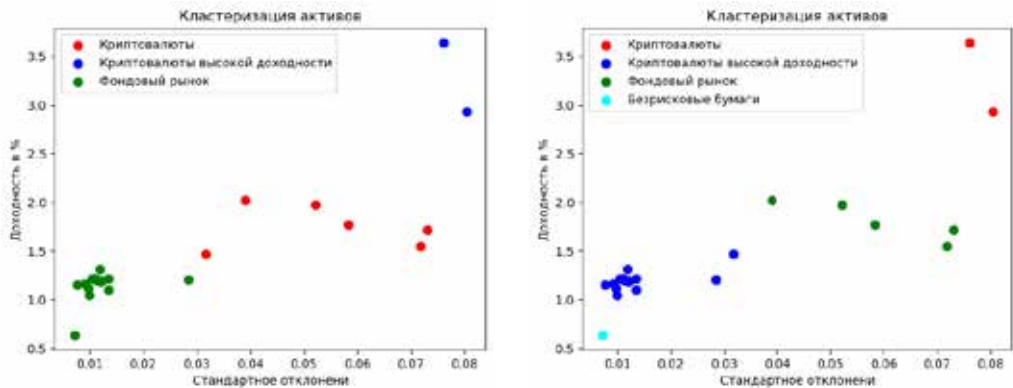 Кластеризация активов
Криптовалюты
Криптовалюты высокой доходности
Фондовый рынок
Доходность в %
3.5
3.0
2.5
2.0
1.5
1.0
0.5
0.01 0.02 0.03 0.04 0.05 0.06 0.07 0.08
Стандартное отклонени
Кластеризация активов
Криптовалюты
Криптовалюты высокой доходности
Фондовый рынок
Безрисковые бумаги
Доходность в %
3.5
3.0
2.5
2.0
1.5
1.0
0.5
0.01 0.02 0.03 0.04 0.05 0.06 0.07 0.08
Стандартное отклонени